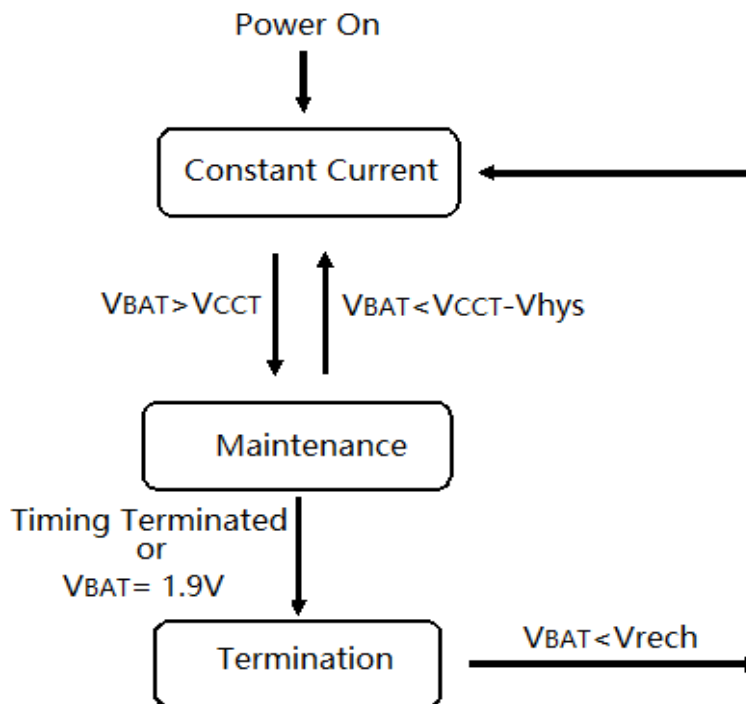 Power On
Constant Current
VBAT>VCCT
VBAT<VCCT-Vhys
Maintenance
Timing Terminated
or
VBAT= 1.9V
Termination
VBAT<Vrech